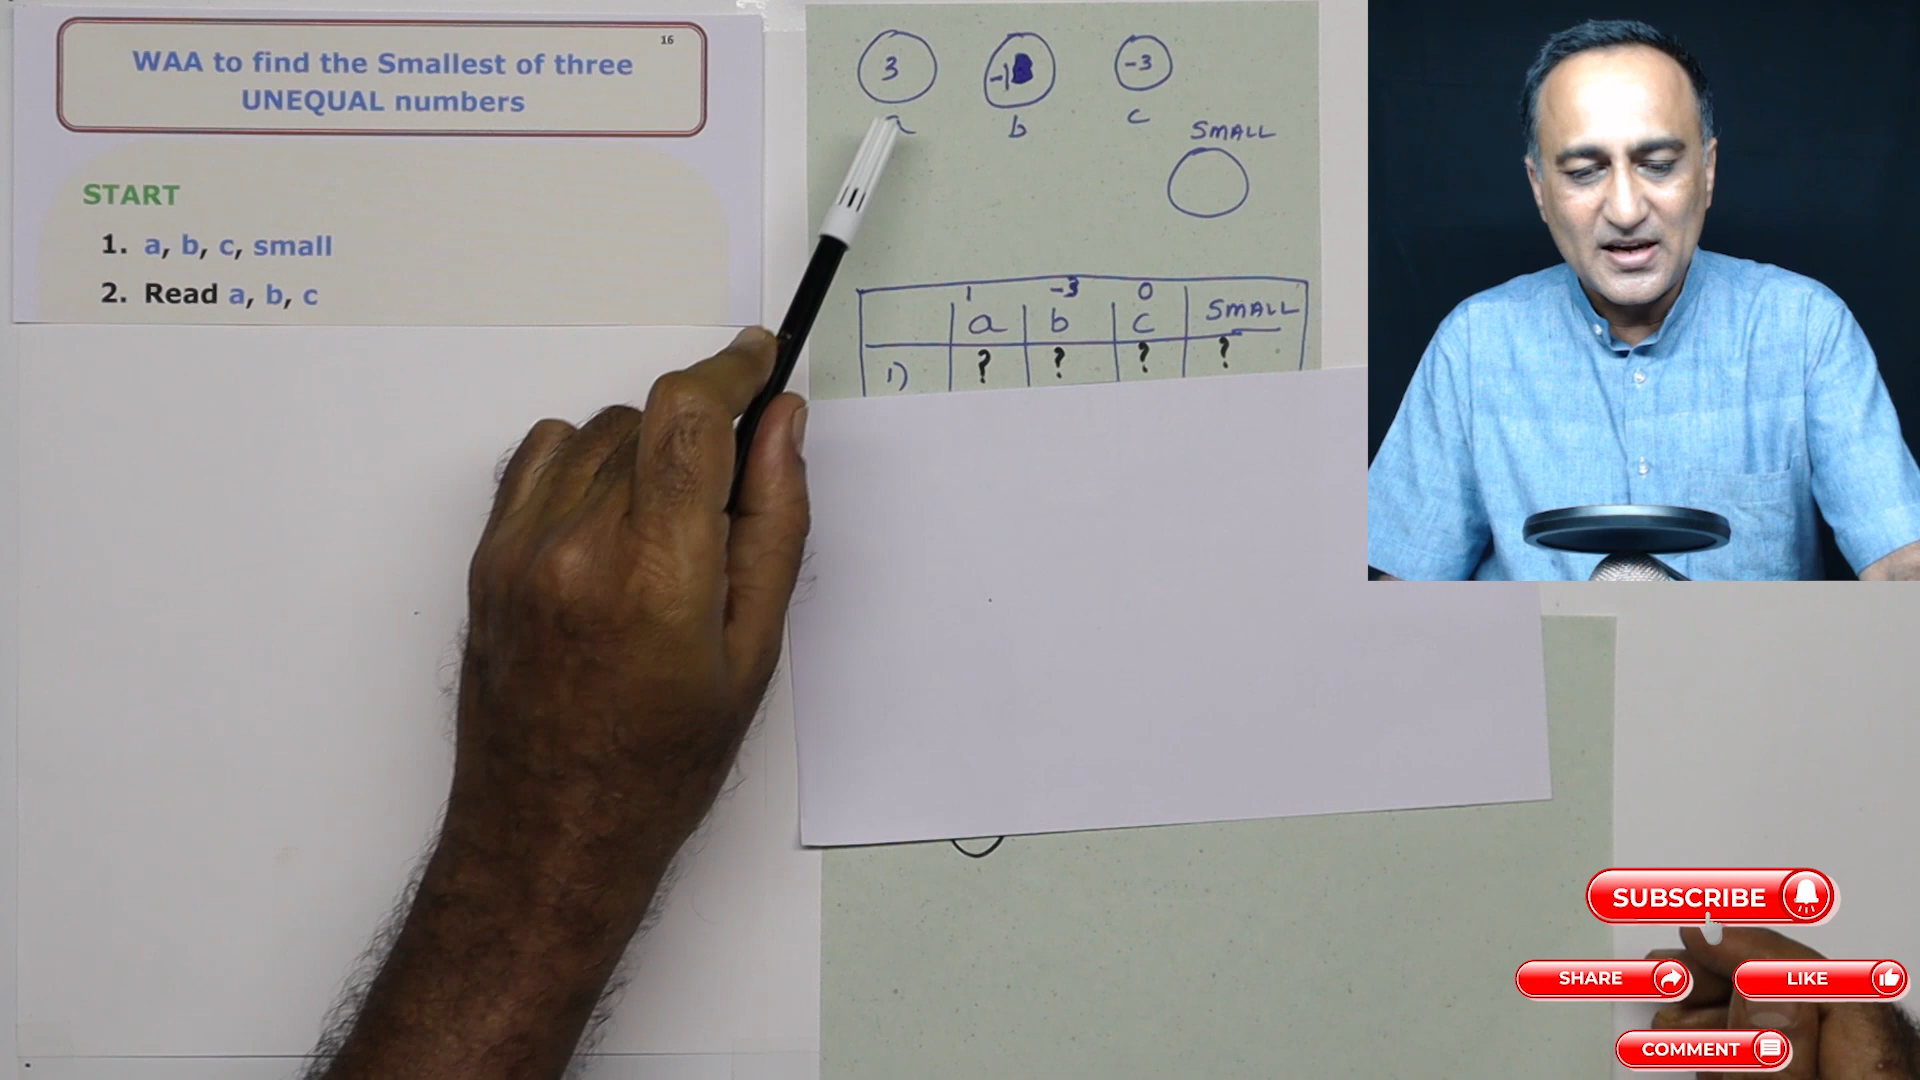 16
WAA to find the Smallest of three
UNEQUAL numbers
START
1. a, b, c, small
2. Read a, b, c
3 -1 -3
a b c
SMALL
1 -3 0
a b c SMALL
1) ? ? ? ?
SUBSCRIBE
SHARE LIKE
COMMENT